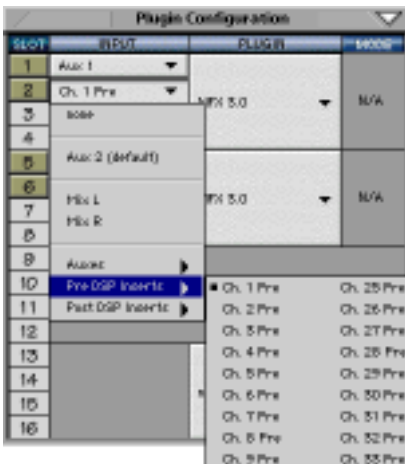 Plugin Configuration
SLOT INPUT PLUGIN MODE
1 Aux 1
2 Ch. 1 Pre
MFX 3.0 N/A
3 none
4
5 Aux 2 (default)
6
MFX 3.0 N/A
7 Mix L
8 Mix R
9 Auxes
10 Pre DSP Inserts
11 Post DSP Inserts
12
13
14
15
16
Ch. 1 Pre Ch. 25 Pre
Ch. 2 Pre Ch. 26 Pre
Ch. 3 Pre Ch. 27 Pre
Ch. 4 Pre Ch. 28 Pre
Ch. 5 Pre Ch. 29 Pre
Ch. 6 Pre Ch. 30 Pre
Ch. 7 Pre Ch. 31 Pre
Ch. 8 Pre Ch. 32 Pre
Ch. 9 Pre Ch. 33 Pre